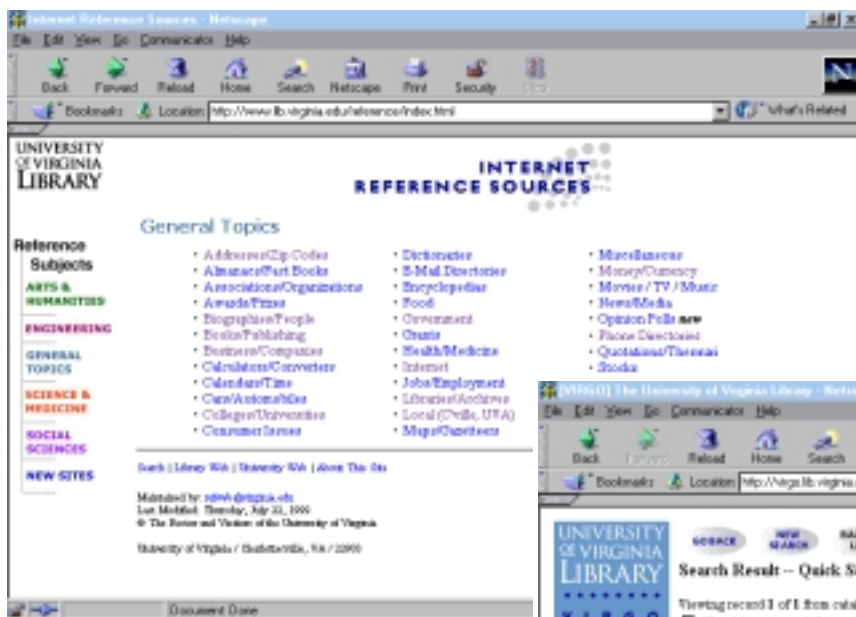 Internet Reference Sources - Netscape
File Edit View Go Communicator Help
Back Forward Reload Home Search Netscape Print Security Stop
Bookmarks Location: http://www.lib.virginia.edu/reference/index.html What's Related
UNIVERSITY
OF VIRGINIA
LIBRARY
INTERNET
REFERENCE SOURCES
General Topics
Reference
Subjects
ARTS &
HUMANITIES
ENGINEERING
GENERAL
TOPICS
SCIENCE &
MEDICINE
SOCIAL
SCIENCES
NEW SITES
• Addresses/Zip Codes
• Almanacs/Fact Books
• Associations/Organizations
• Awards/Prizes
• Biographies/People
• Books/Publishing
• Business/Companies
• Calculators/Converters
• Calendars/Time
• Cars/Automobiles
• Colleges/Universities
• Consumer Issues
• Dictionaries
• E-Mail Directories
• Encyclopedias
• Food
• Government
• Grants
• Health/Medicine
• Internet
• Jobs/Employment
• Libraries/Archives
• Local (C'ville, UVA)
• Maps/Gazetteers
• Miscellaneous
• Money/Currency
• Movies / TV / Music
• News/Media
• Opinion Polls new
• Phone Directories
• Quotations/Thesauri
• Stocks
Search | Library Web | University Web | About This Site
Maintained by:
Last Modified: Thursday, July 22, 1999
© The Rector and Visitors of the University of Virginia
University of Virginia / Charlottesville, VA / 22903
Document Done
[VIRGO] The University of Virginia Library - Netsc
File Edit View Go Communicator Help
Back Forward Reload Home Search
Bookmarks Location: http://virgo.lib.virginia.
UNIVERSITY
OF VIRGINIA
LIBRARY
VIRGO
GO BACK
NEW
SEARCH
Search Result -- Quick S
Viewing record 1 of 1 from cata